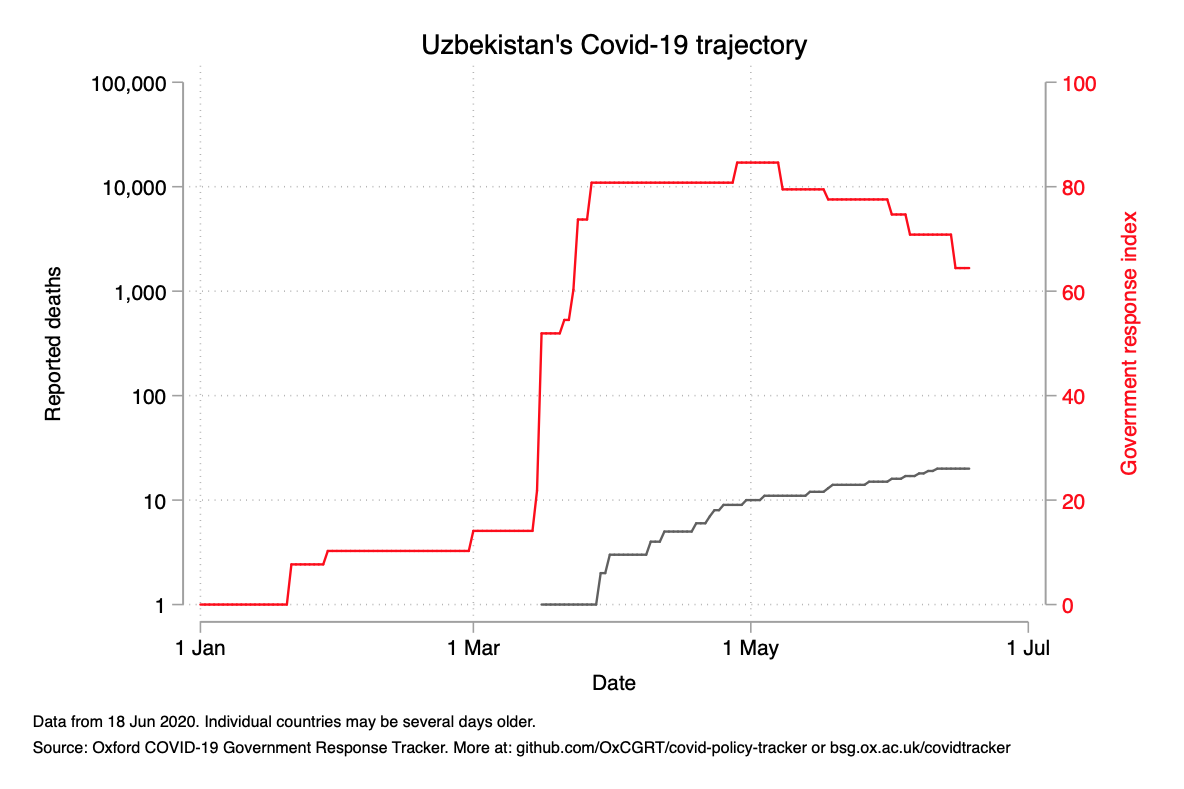 Uzbekistan's Covid-19 trajectory
100,000
10,000
1,000
100
10
1
Reported deaths
100
80
60
40
20
0
Government response index
1 Jan
1 Mar
1 May
1 Jul
Date
Data from 18 Jun 2020. Individual countries may be several days older.
Source: Oxford COVID-19 Government Response Tracker. More at: github.com/OxCGRT/covid-policy-tracker or bsg.ox.ac.uk/covidtracker